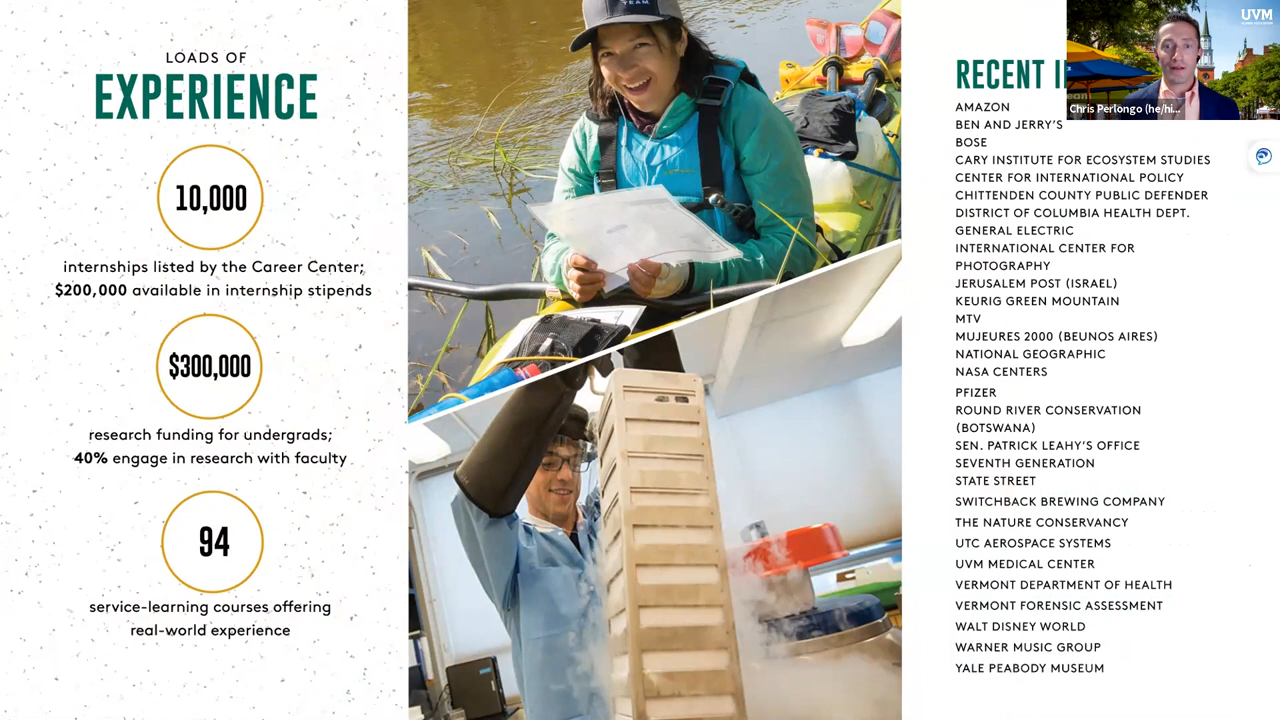 LOADS OF
EXPERIENCE
10,000
internships listed by the Career Center;
$200,000 available in internship stipends
$300,000
research funding for undergrads;
40% engage in research with faculty
94
service-learning courses offering
real-world experience
TEAM
RECENT
AMAZON
BEN AND JERRY'S
BOSE
CARY INSTITUTE FOR ECOSYSTEM STUDIES
CENTER FOR INTERNATIONAL POLICY
CHITTENDEN COUNTY PUBLIC DEFENDER
DISTRICT OF COLUMBIA HEALTH DEPT.
GENERAL ELECTRIC
INTERNATIONAL CENTER FOR
PHOTOGRAPHY
JERUSALEM POST (ISRAEL)
KEURIG GREEN MOUNTAIN
MTV
MUJEURES 2000 (BEUNOS AIRES)
NATIONAL GEOGRAPHIC
NASA CENTERS
PFIZER
ROUND RIVER CONSERVATION
(BOTSWANA)
SEN. PATRICK LEAHY'S OFFICE
SEVENTH GENERATION
STATE STREET
SWITCHBACK BREWING COMPANY
THE NATURE CONSERVANCY
UTC AEROSPACE SYSTEMS
UVM MEDICAL CENTER
VERMONT DEPARTMENT OF HEALTH
VERMONT FORENSIC ASSESSMENT
WALT DISNEY WORLD
WARNER MUSIC GROUP
YALE PEABODY MUSEUM
UVM
Chris Perlongo (he/hi...